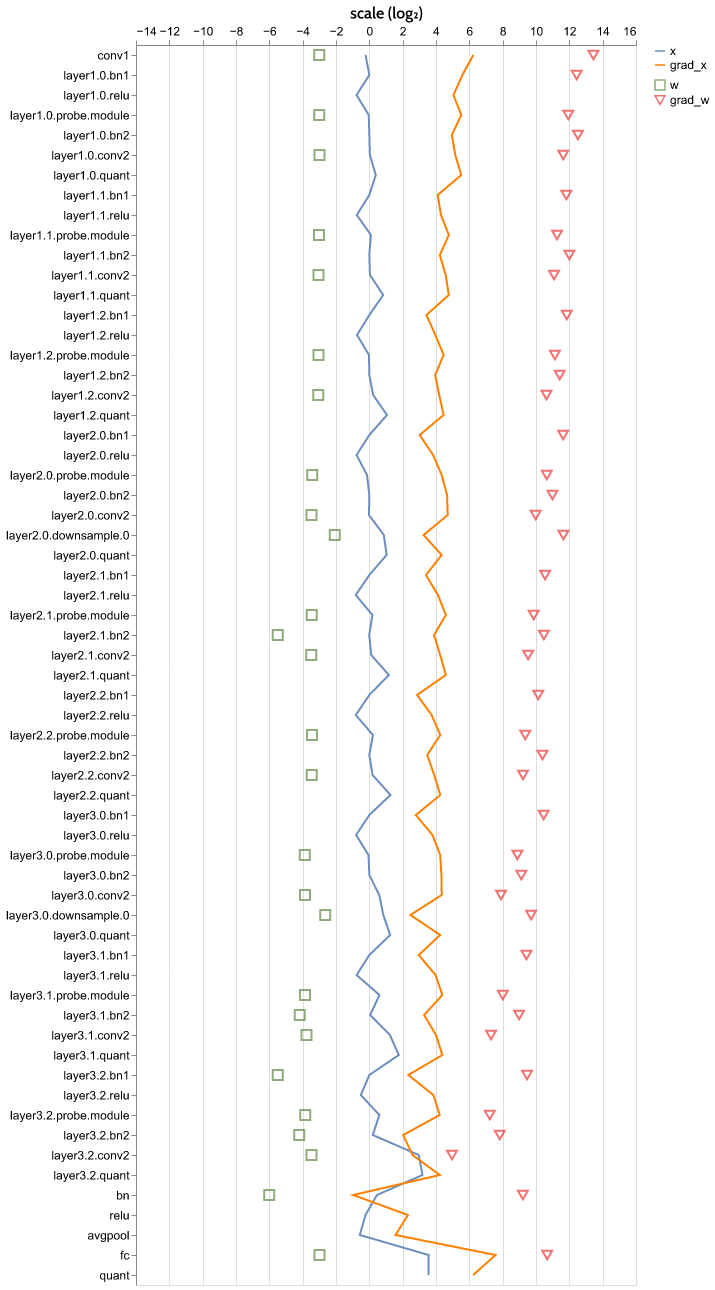 scale (log₂)
−14 −12 −10 −8 −6 −4 −2 0 2 4 6 8 10 12 14 16
x
grad_x
w
grad_w
conv1
layer1.0.bn1
layer1.0.relu
layer1.0.probe.module
layer1.0.bn2
layer1.0.conv2
layer1.0.quant
layer1.1.bn1
layer1.1.relu
layer1.1.probe.module
layer1.1.bn2
layer1.1.conv2
layer1.1.quant
layer1.2.bn1
layer1.2.relu
layer1.2.probe.module
layer1.2.bn2
layer1.2.conv2
layer1.2.quant
layer2.0.bn1
layer2.0.relu
layer2.0.probe.module
layer2.0.bn2
layer2.0.conv2
layer2.0.downsample.0
layer2.0.quant
layer2.1.bn1
layer2.1.relu
layer2.1.probe.module
layer2.1.bn2
layer2.1.conv2
layer2.1.quant
layer2.2.bn1
layer2.2.relu
layer2.2.probe.module
layer2.2.bn2
layer2.2.conv2
layer2.2.quant
layer3.0.bn1
layer3.0.relu
layer3.0.probe.module
layer3.0.bn2
layer3.0.conv2
layer3.0.downsample.0
layer3.0.quant
layer3.1.bn1
layer3.1.relu
layer3.1.probe.module
layer3.1.bn2
layer3.1.conv2
layer3.1.quant
layer3.2.bn1
layer3.2.relu
layer3.2.probe.module
layer3.2.bn2
layer3.2.conv2
layer3.2.quant
bn
relu
avgpool
fc
quant